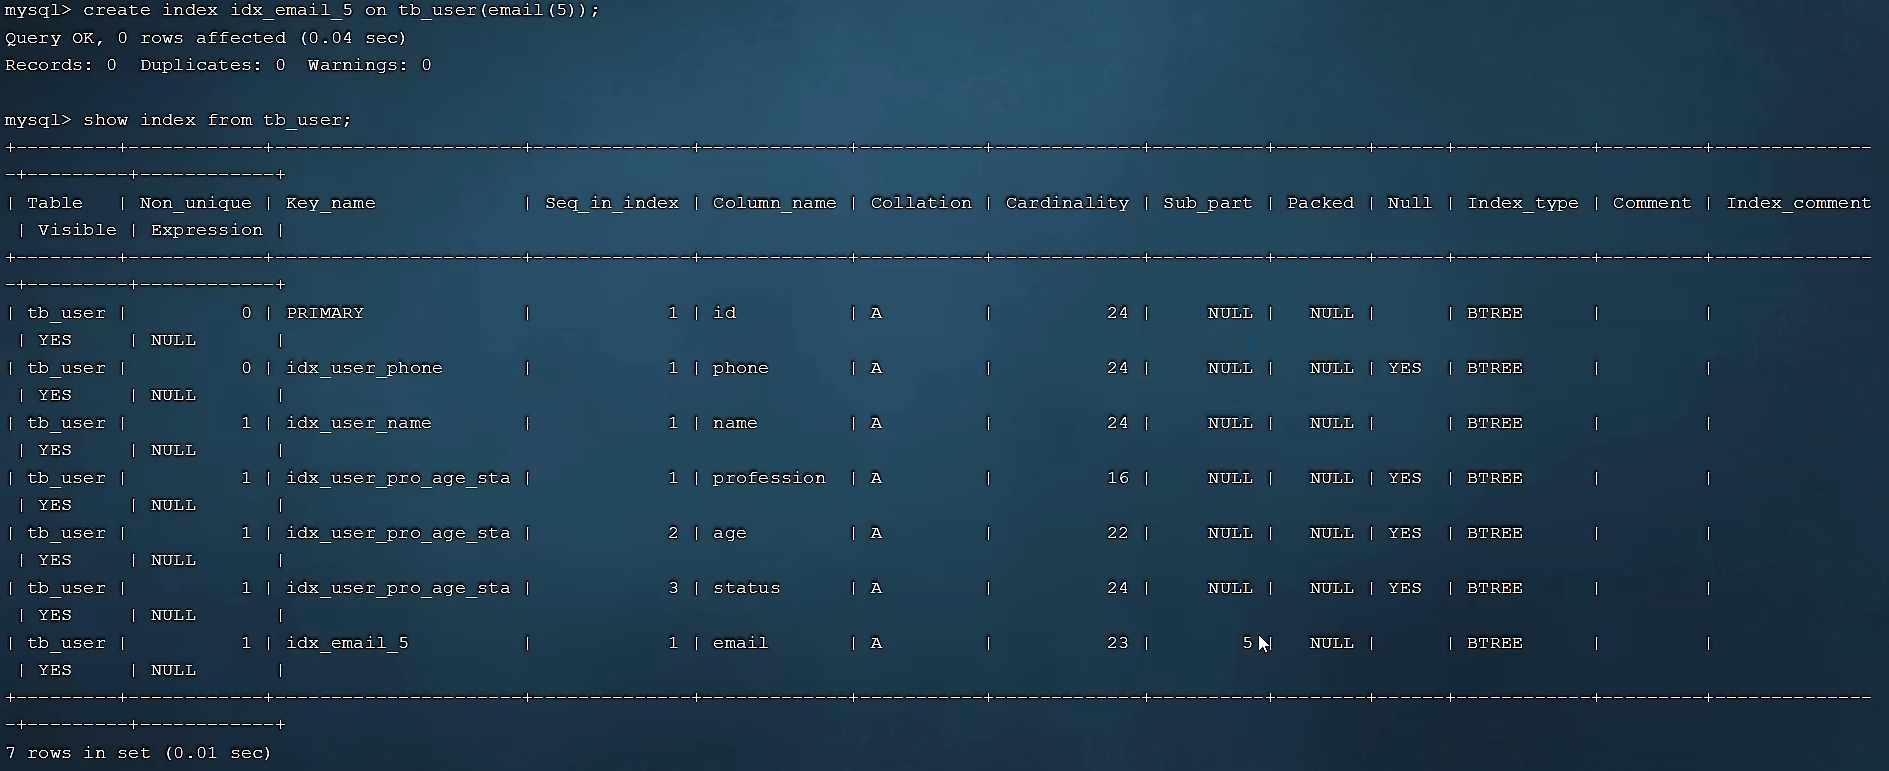 mysql> create index idx_email_5 on tb_user(email(5));
Query OK, 0 rows affected (0.04 sec)
Records: 0  Duplicates: 0  Warnings: 0

mysql> show index from tb_user;
+---------+------------+----------------------+--------------+-------------+-----------+-------------+----------+--------+------+------------+---------+--------------
-+---------+------------+
| Table   | Non_unique | Key_name             | Seq_in_index | Column_name | Collation | Cardinality | Sub_part | Packed | Null | Index_type | Comment | Index_comment
 | Visible | Expression |
+---------+------------+----------------------+--------------+-------------+-----------+-------------+----------+--------+------+------------+---------+--------------
-+---------+------------+
| tb_user |          0 | PRIMARY              |            1 | id          | A         |          24 |     NULL |   NULL |      | BTREE      |         |
 | YES     | NULL       |
| tb_user |          0 | idx_user_phone       |            1 | phone       | A         |          24 |     NULL |   NULL | YES  | BTREE      |         |
 | YES     | NULL       |
| tb_user |          1 | idx_user_name        |            1 | name        | A         |          24 |     NULL |   NULL |      | BTREE      |         |
 | YES     | NULL       |
| tb_user |          1 | idx_user_pro_age_sta |            1 | profession  | A         |          16 |     NULL |   NULL | YES  | BTREE      |         |
 | YES     | NULL       |
| tb_user |          1 | idx_user_pro_age_sta |            2 | age         | A         |          22 |     NULL |   NULL | YES  | BTREE      |         |
 | YES     | NULL       |
| tb_user |          1 | idx_user_pro_age_sta |            3 | status      | A         |          24 |     NULL |   NULL | YES  | BTREE      |         |
 | YES     | NULL       |
| tb_user |          1 | idx_email_5          |            1 | email       | A         |          23 |        5 |   NULL |      | BTREE      |         |
 | YES     | NULL       |
+---------+------------+----------------------+--------------+-------------+-----------+-------------+----------+--------+------+------------+---------+--------------
-+---------+------------+
7 rows in set (0.01 sec)